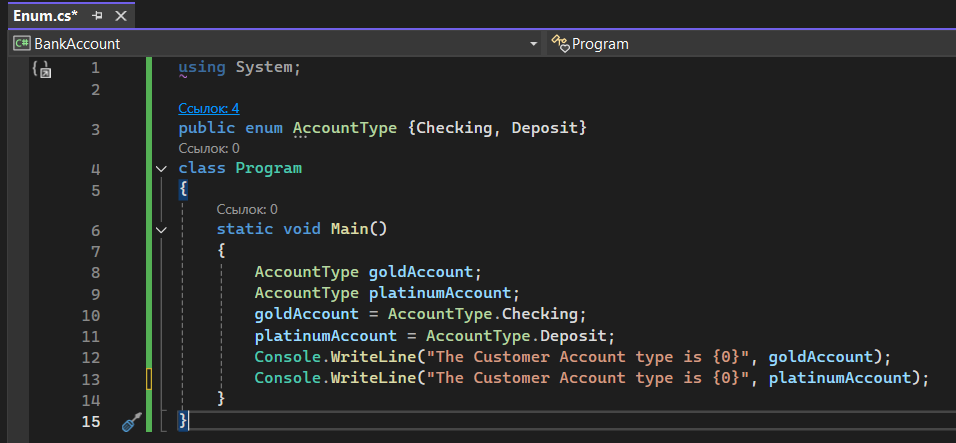 Enum.cs*
C# BankAccount
Program
1 using System;
2
Ссылок: 4
3 public enum AccountType {Checking, Deposit}
Ссылок: 0
4 class Program
5 {
Ссылок: 0
6 static void Main()
7 {
8 AccountType goldAccount;
9 AccountType platinumAccount;
10 goldAccount = AccountType.Checking;
11 platinumAccount = AccountType.Deposit;
12 Console.WriteLine("The Customer Account type is {0}", goldAccount);
13 Console.WriteLine("The Customer Account type is {0}", platinumAccount);
14 }
15 }